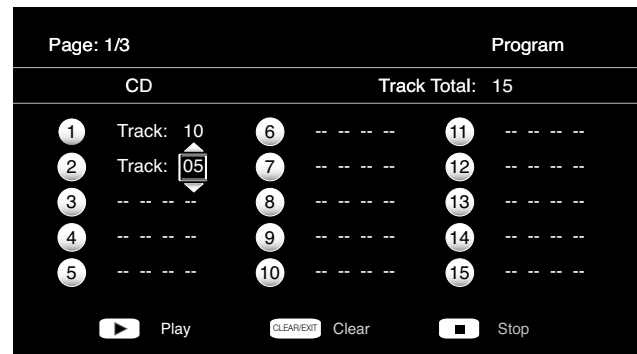 Page: 1/3 Program
CD Track Total: 15
1 Track: 10 6 -- -- -- -- 11 -- -- -- --
2 Track: 05 7 -- -- -- -- 12 -- -- -- --
3 -- -- -- -- 8 -- -- -- -- 13 -- -- -- --
4 -- -- -- -- 9 -- -- -- -- 14 -- -- -- --
5 -- -- -- -- 10 -- -- -- -- 15 -- -- -- --
Play CLEAR/EXIT Clear Stop